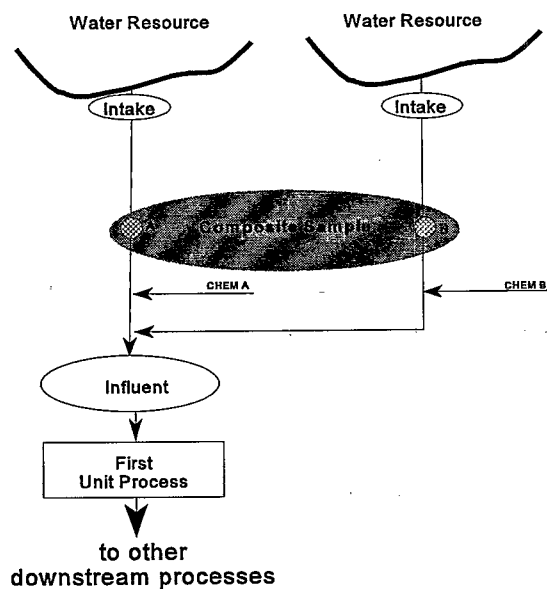 Water Resource
Water Resource
Intake
Intake
A
Composite Sample
B
CHEM A
CHEM B
Influent
First
Unit Process
to other
downstream processes